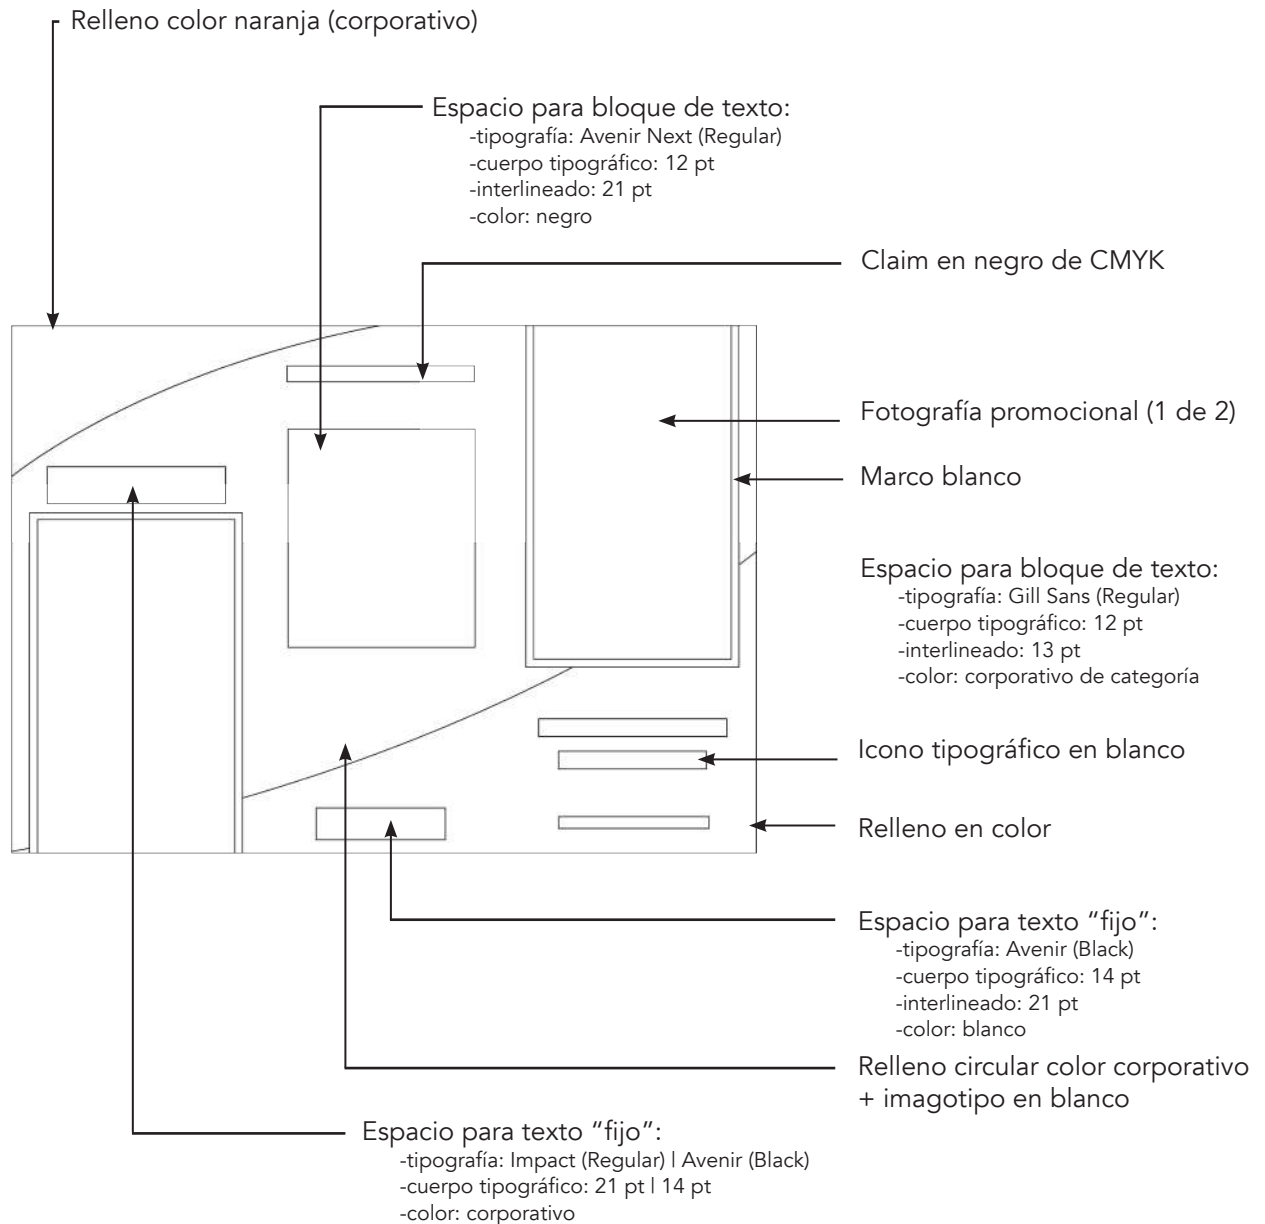 Relleno color naranja (corporativo)
Espacio para bloque de texto:
-tipografía: Avenir Next (Regular)
-cuerpo tipográfico: 12 pt
-interlineado: 21 pt
-color: negro
Claim en negro de CMYK
Fotografía promocional (1 de 2)
Marco blanco
Espacio para bloque de texto:
-tipografía: Gill Sans (Regular)
-cuerpo tipográfico: 12 pt
-interlineado: 13 pt
-color: corporativo de categoría
Icono tipográfico en blanco
Relleno en color
Espacio para texto “fijo”:
-tipografía: Avenir (Black)
-cuerpo tipográfico: 14 pt
-interlineado: 21 pt
-color: blanco
Relleno circular color corporativo
+ imagotipo en blanco
Espacio para texto “fijo”:
-tipografía: Impact (Regular) | Avenir (Black)
-cuerpo tipográfico: 21 pt | 14 pt
-color: corporativo